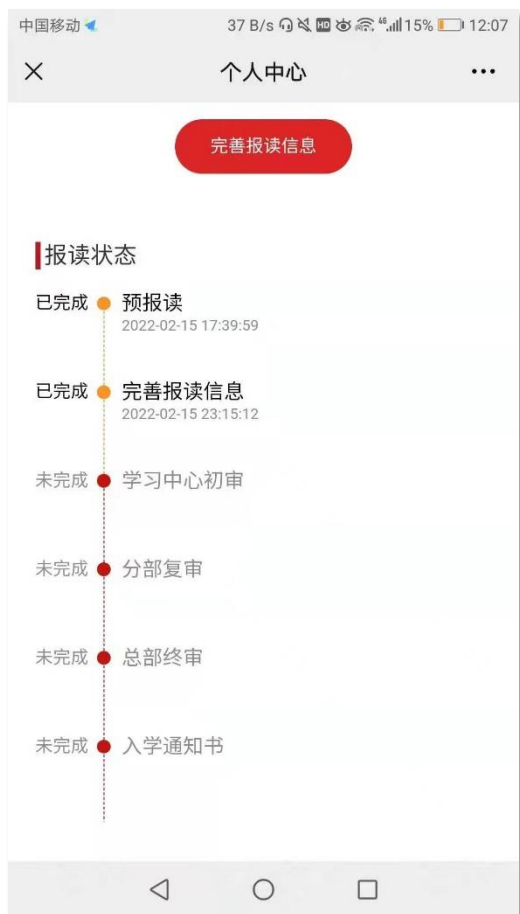 中国移动 37 B/s HD 46 15% 12:07
个人中心
完善报读信息
报读状态
已完成 预报读
2022-02-15 17:39:59
已完成 完善报读信息
2022-02-15 23:15:12
未完成 学习中心初审
未完成 分部复审
未完成 总部终审
未完成 入学通知书